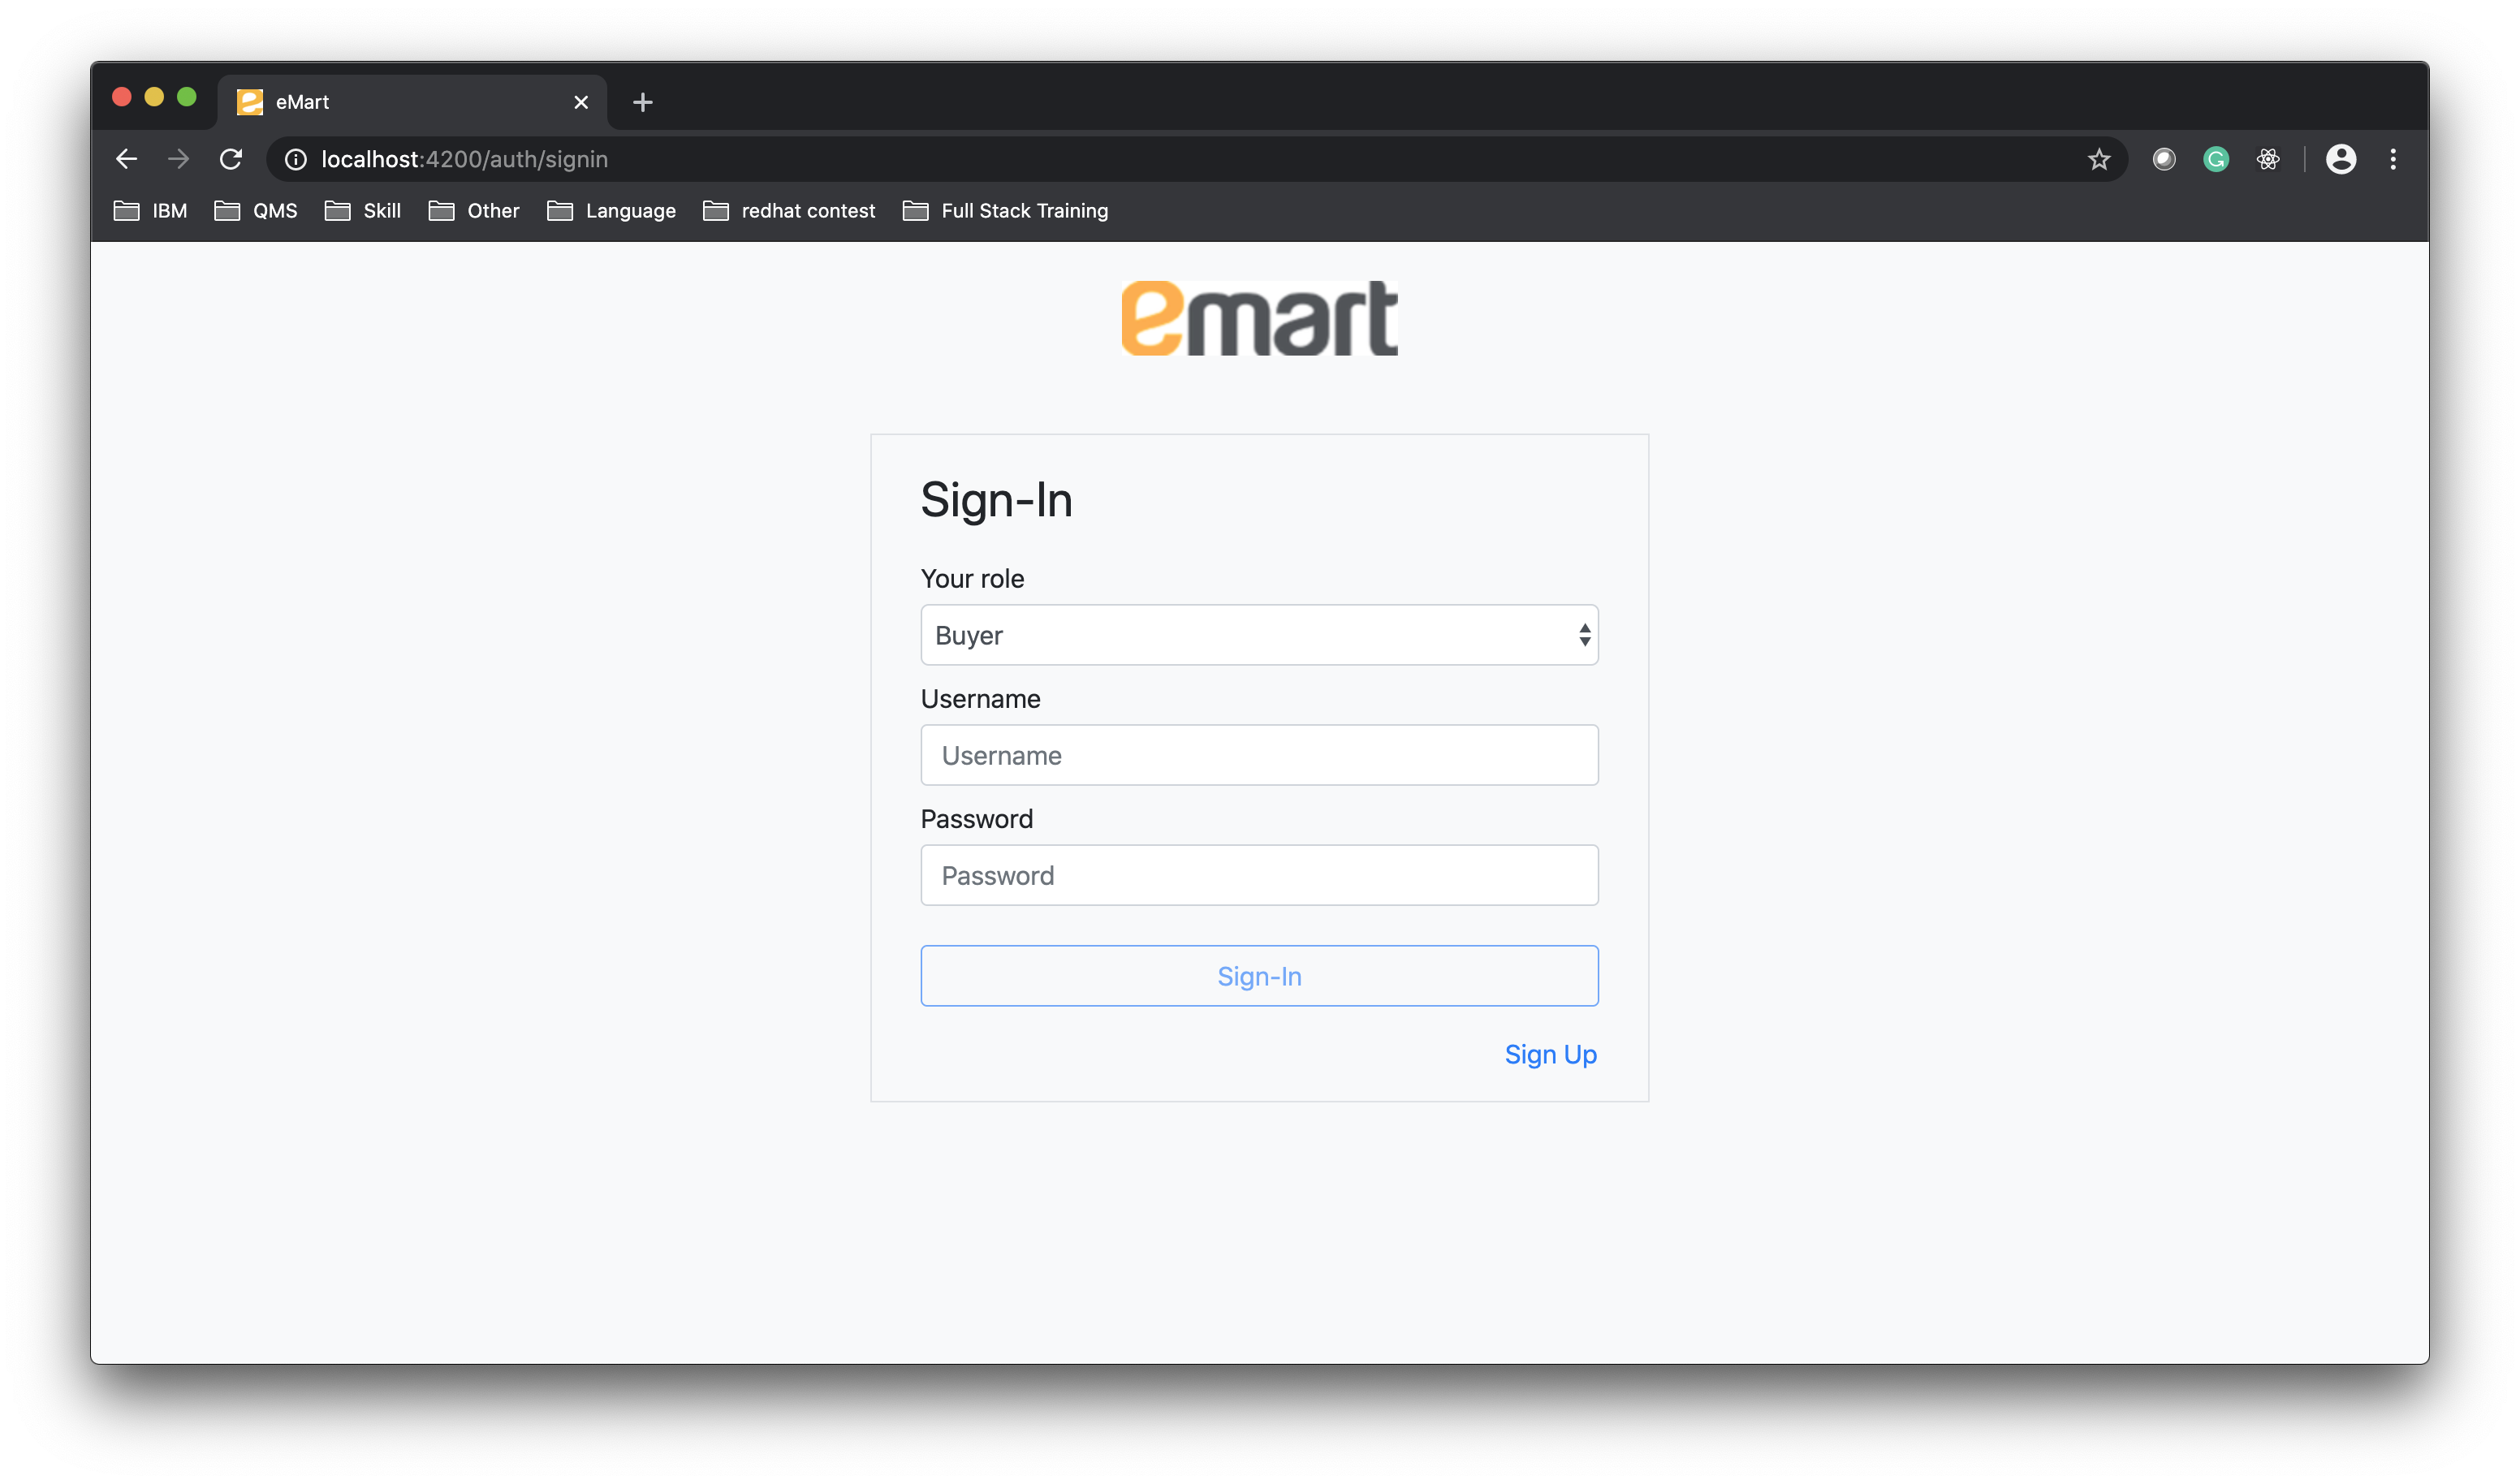 eMart
localhost:4200/auth/signin
IBM QMS Skill Other Language redhat contest Full Stack Training
emart
Sign-In
Your role
Buyer
Username
Username
Password
Password
Sign-In
Sign Up